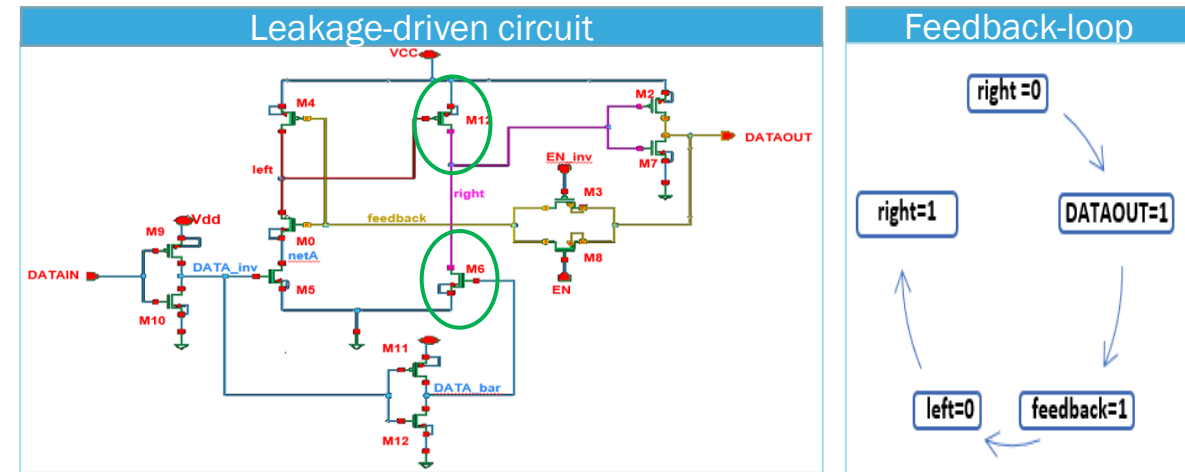 Leakage-driven circuit
Feedback-loop
VCC
M4
M12
M2
DATAOUT
M7
EN_inv
left
M3
right
feedback
Vdd
M9
M0
netA
M8
DATAIN
DATA_inv
M6
M5
EN
M10
M11
DATA_bar
M12
right =0
right=1
DATAOUT=1
left=0
feedback=1